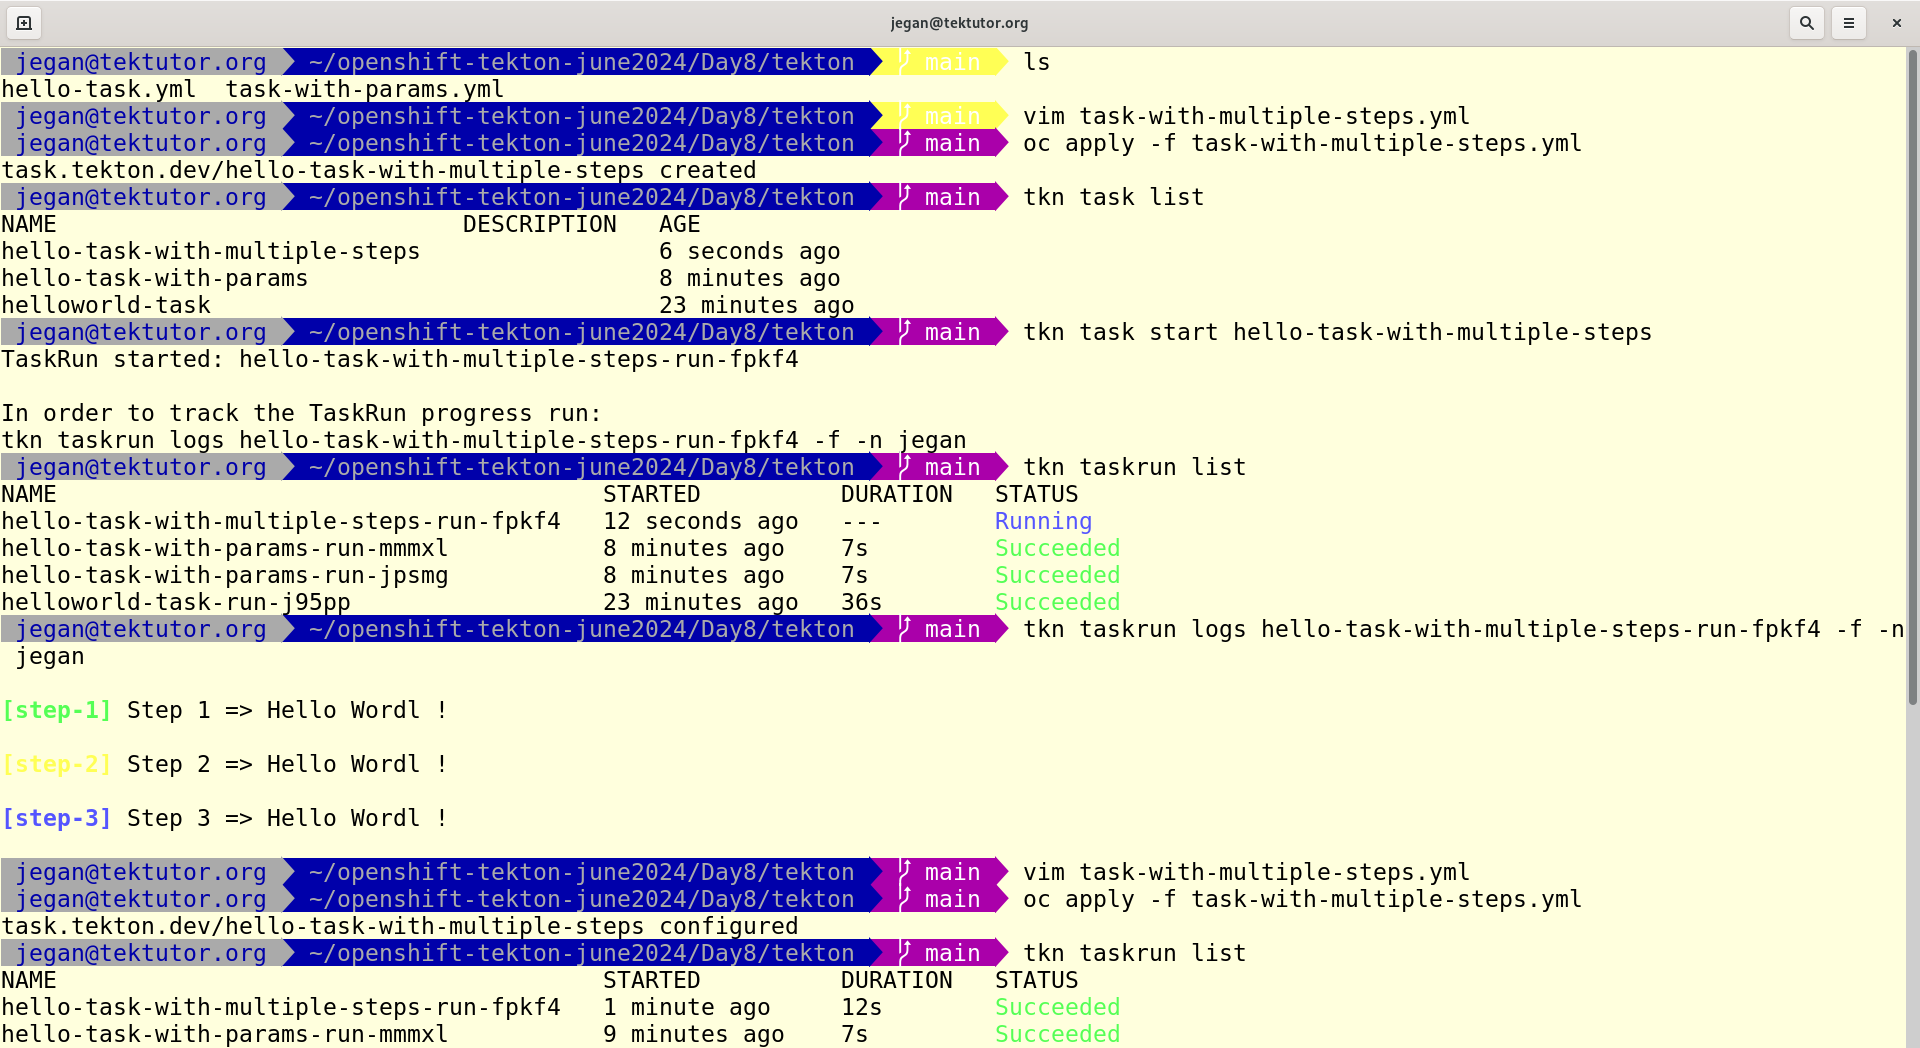 jegan@tektutor.org
jegan@tektutor.org ~/openshift-tekton-june2024/Day8/tekton main ls
hello-task.yml  task-with-params.yml
jegan@tektutor.org ~/openshift-tekton-june2024/Day8/tekton main vim task-with-multiple-steps.yml
jegan@tektutor.org ~/openshift-tekton-june2024/Day8/tekton main oc apply -f task-with-multiple-steps.yml
task.tekton.dev/hello-task-with-multiple-steps created
jegan@tektutor.org ~/openshift-tekton-june2024/Day8/tekton main tkn task list
NAME DESCRIPTION AGE
hello-task-with-multiple-steps 6 seconds ago
hello-task-with-params 8 minutes ago
helloworld-task 23 minutes ago
jegan@tektutor.org ~/openshift-tekton-june2024/Day8/tekton main tkn task start hello-task-with-multiple-steps
TaskRun started: hello-task-with-multiple-steps-run-fpkf4
In order to track the TaskRun progress run:
tkn taskrun logs hello-task-with-multiple-steps-run-fpkf4 -f -n jegan
jegan@tektutor.org ~/openshift-tekton-june2024/Day8/tekton main tkn taskrun list
NAME STARTED DURATION STATUS
hello-task-with-multiple-steps-run-fpkf4 12 seconds ago --- Running
hello-task-with-params-run-mmmxl 8 minutes ago 7s Succeeded
hello-task-with-params-run-jpsmg 8 minutes ago 7s Succeeded
helloworld-task-run-j95pp 23 minutes ago 36s Succeeded
jegan@tektutor.org ~/openshift-tekton-june2024/Day8/tekton main tkn taskrun logs hello-task-with-multiple-steps-run-fpkf4 -f -n
jegan
[step-1] Step 1 => Hello Wordl !
[step-2] Step 2 => Hello Wordl !
[step-3] Step 3 => Hello Wordl !
jegan@tektutor.org ~/openshift-tekton-june2024/Day8/tekton main vim task-with-multiple-steps.yml
jegan@tektutor.org ~/openshift-tekton-june2024/Day8/tekton main oc apply -f task-with-multiple-steps.yml
task.tekton.dev/hello-task-with-multiple-steps configured
jegan@tektutor.org ~/openshift-tekton-june2024/Day8/tekton main tkn taskrun list
NAME STARTED DURATION STATUS
hello-task-with-multiple-steps-run-fpkf4 1 minute ago 12s Succeeded
hello-task-with-params-run-mmmxl 9 minutes ago 7s Succeeded